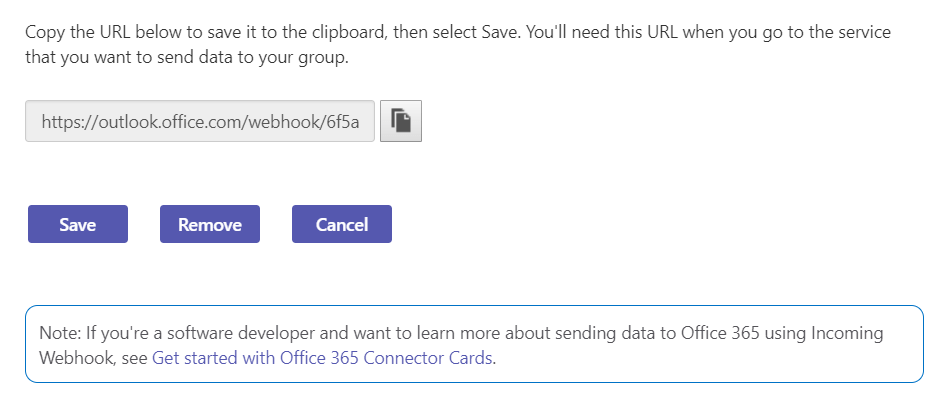 Copy the URL below to save it to the clipboard, then select Save. You'll need this URL when you go to the service
that you want to send data to your group.
https://outlook.office.com/webhook/6f5a
Save Remove Cancel
Note: If you're a software developer and want to learn more about sending data to Office 365 using Incoming
Webhook, see Get started with Office 365 Connector Cards.